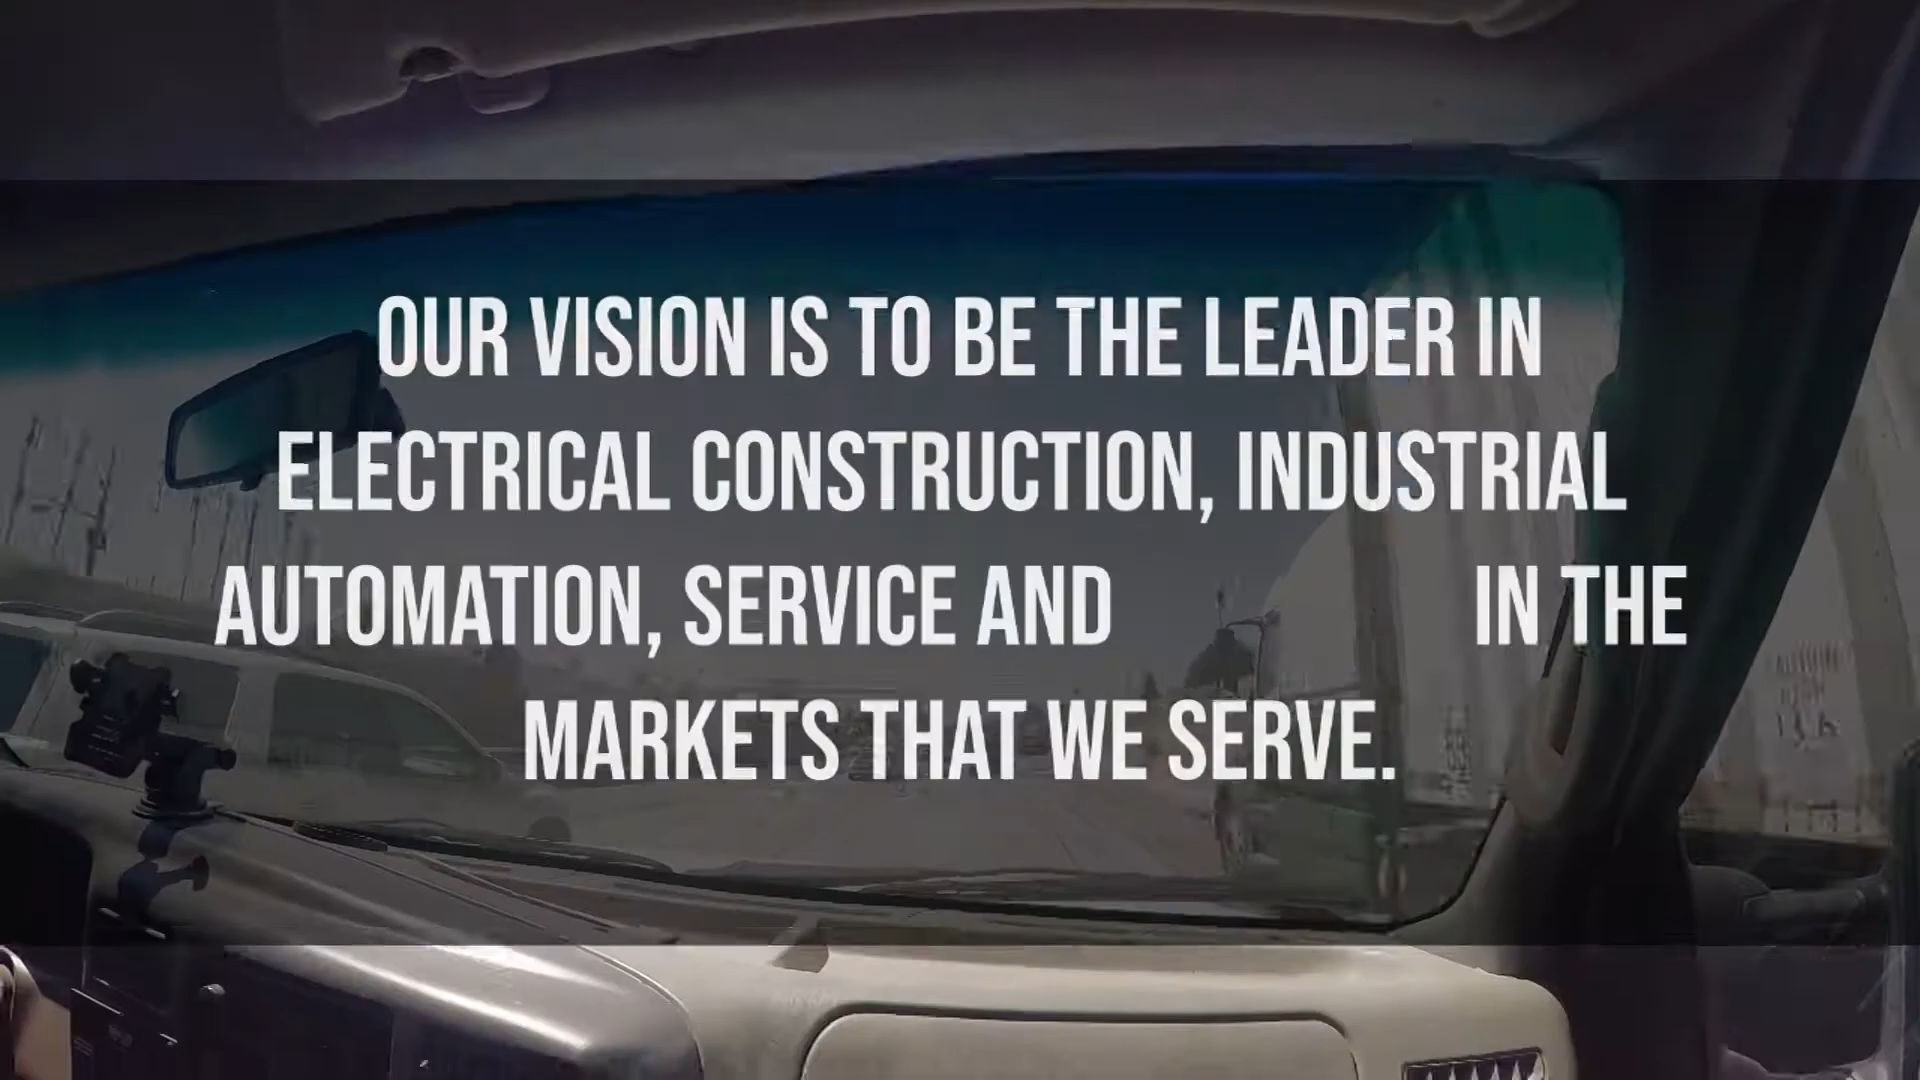 OUR VISION IS TO BE THE LEADER IN
ELECTRICAL CONSTRUCTION, INDUSTRIAL
AUTOMATION, SERVICE AND IN THE
MARKETS THAT WE SERVE.